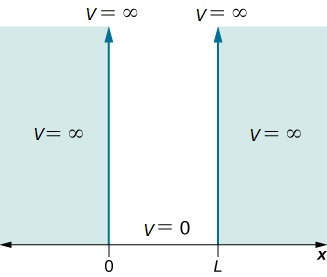 V = ∞ V = ∞
V = ∞ V = ∞
V = 0
0 L x